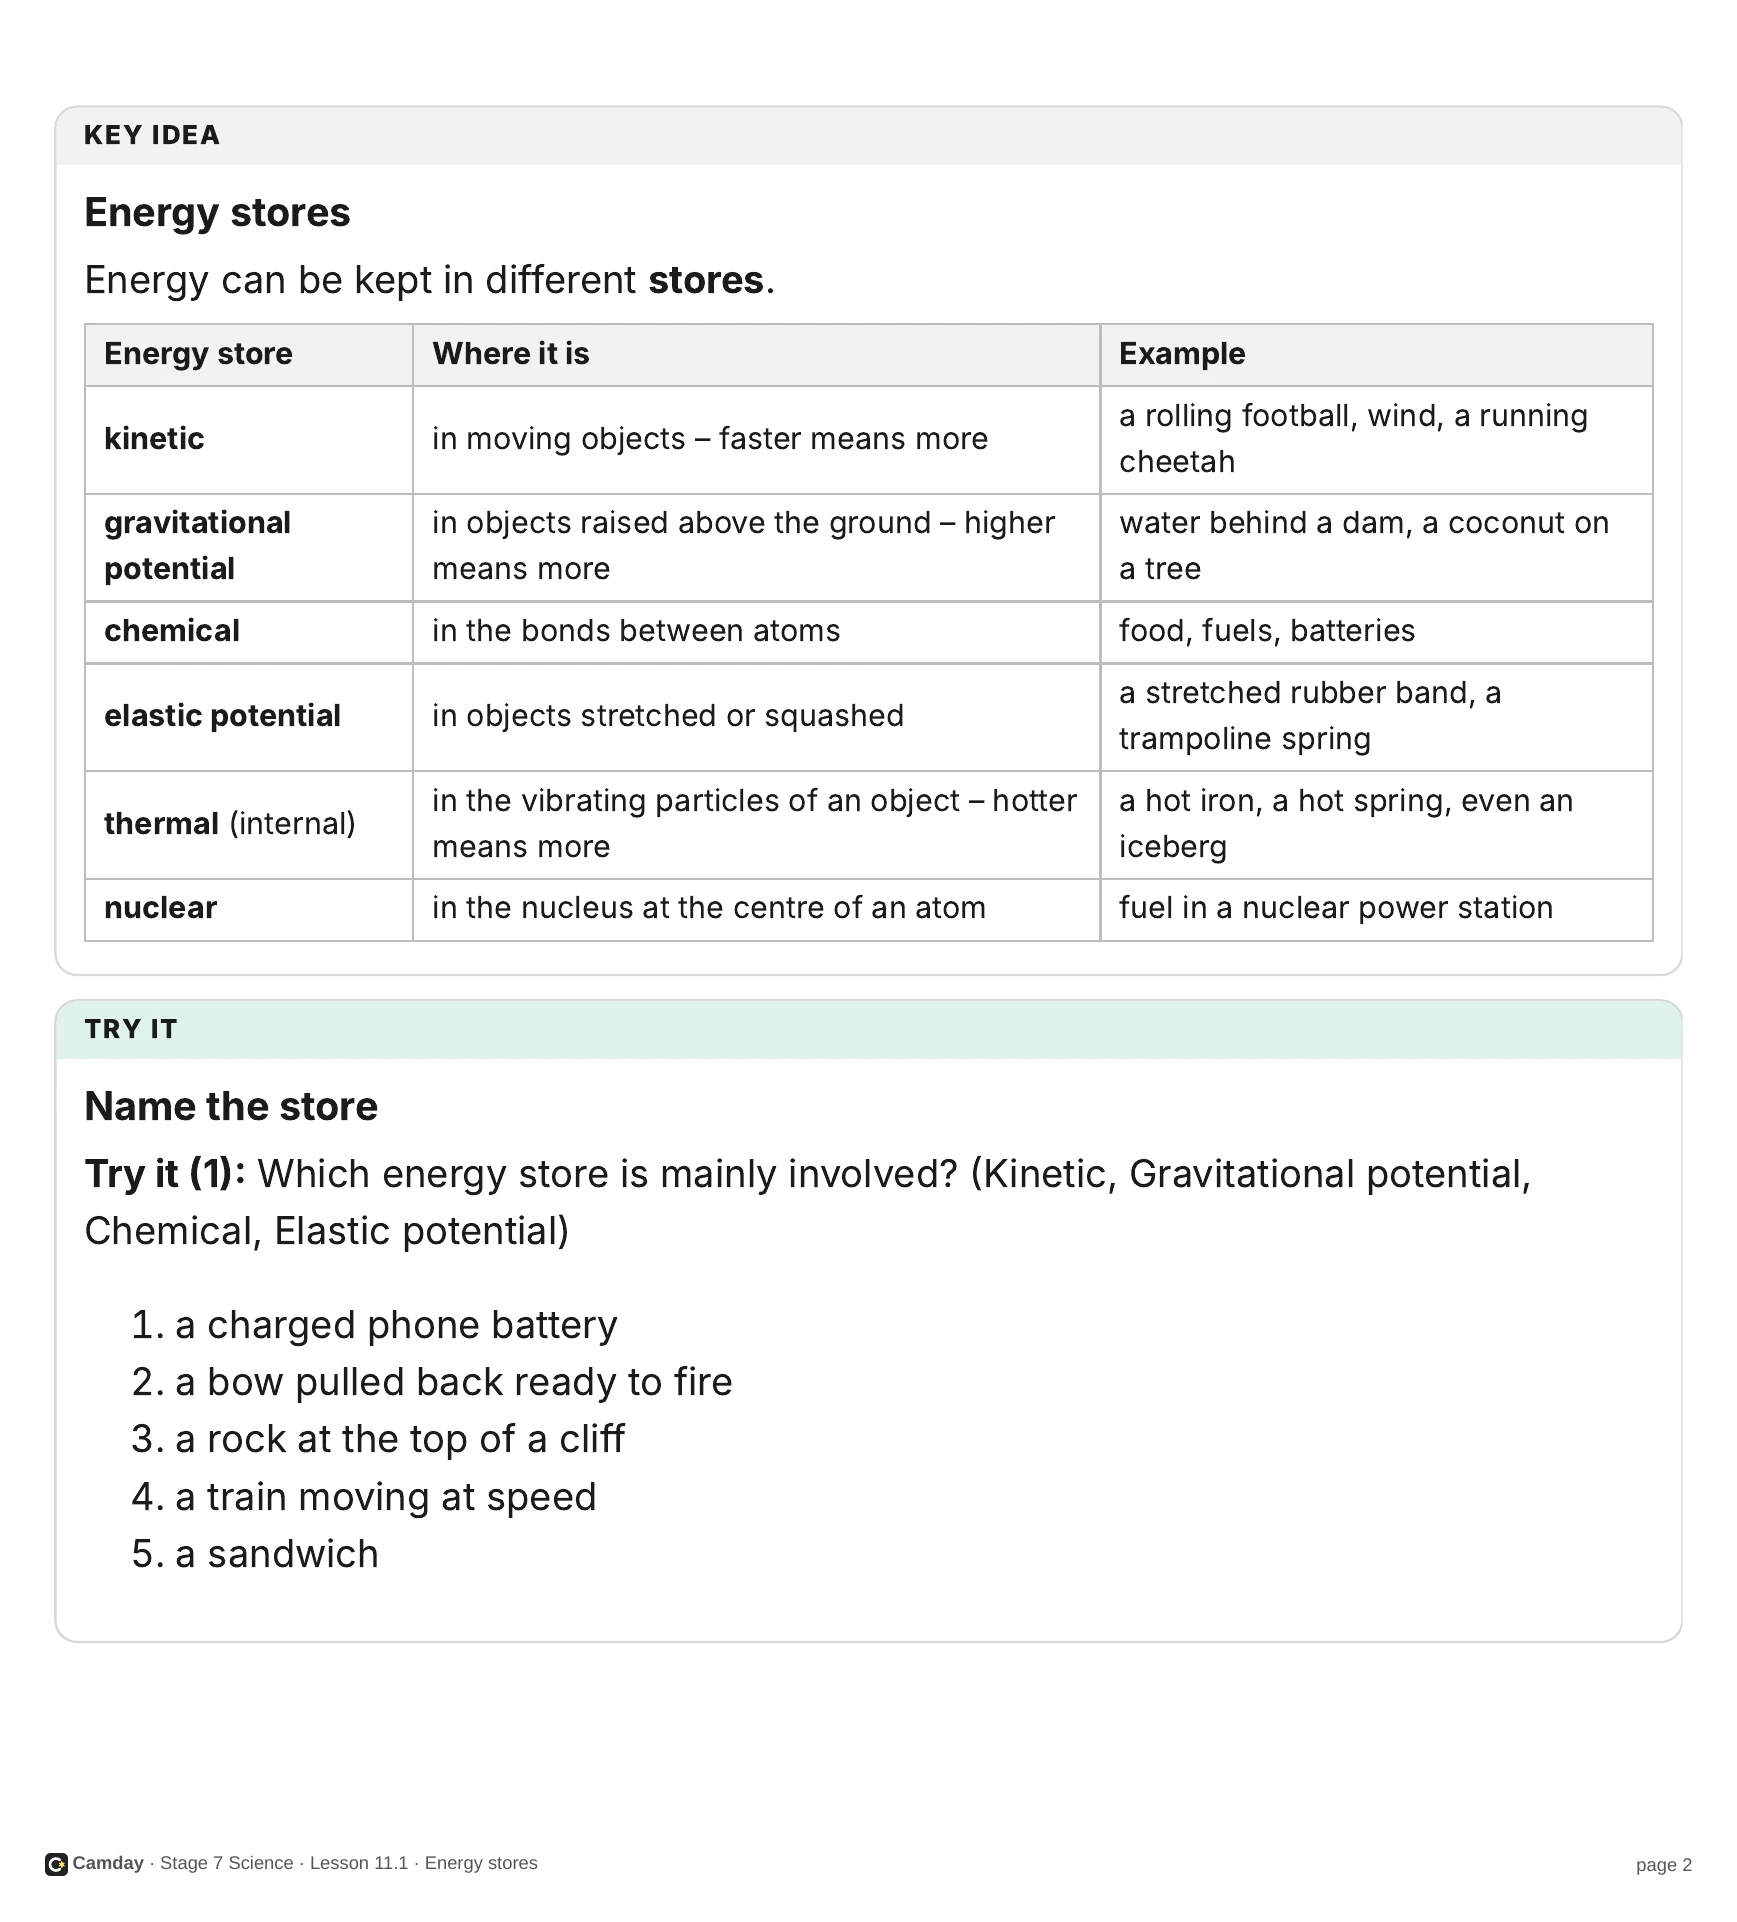 KEY IDEA
Energy stores
Energy can be kept in different stores.
Energy store Where it is Example
kinetic in moving objects – faster means more a rolling football, wind, a running
cheetah
gravitational in objects raised above the ground – higher water behind a dam, a coconut on
potential means more a tree
chemical in the bonds between atoms food, fuels, batteries
elastic potential in objects stretched or squashed a stretched rubber band, a
trampoline spring
thermal (internal) in the vibrating particles of an object – hotter a hot iron, a hot spring, even an
means more iceberg
nuclear in the nucleus at the centre of an atom fuel in a nuclear power station
TRY IT
Name the store
Try it (1): Which energy store is mainly involved? (Kinetic, Gravitational potential,
Chemical, Elastic potential)
1. a charged phone battery
2. a bow pulled back ready to fire
3. a rock at the top of a cliff
4. a train moving at speed
5. a sandwich
Camday · Stage 7 Science · Lesson 11.1 · Energy stores page 2